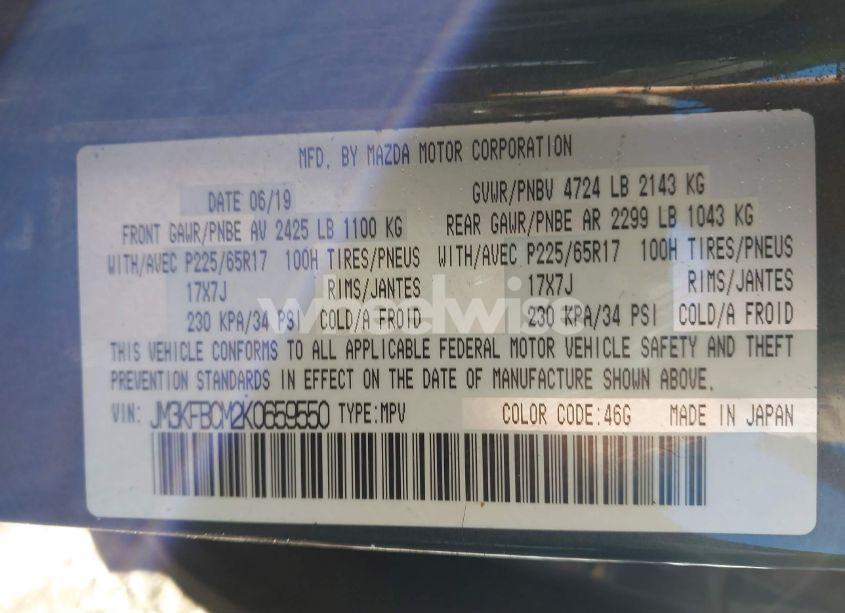 MFD. BY MAZDA MOTOR CORPORATION
DATE 06/19 GVWR/PNBV 4724 LB 2143 KG
FRONT GAWR/PNBE AV 2425 LB 1100 KG REAR GAWR/PNBE AR 2299 LB 1043 KG
WITH/AVEC P225/65R17 100H TIRES/PNEUS WITH/AVEC P225/65R17 100H TIRES/PNEUS
17X7J RIMS/JANTES 17X7J RIMS/JANTES
230 KPA/34 PSI COLD/A FROID 230 KPA/34 PSI COLD/A FROID
wheelwise
THIS VEHICLE CONFORMS TO ALL APPLICABLE FEDERAL MOTOR VEHICLE SAFETY AND THEFT
PREVENTION STANDARDS IN EFFECT ON THE DATE OF MANUFACTURE SHOWN ABOVE.
VIN: JM3KFBCM2K0659550 TYPE:MPV COLOR CODE:46G MADE IN JAPAN